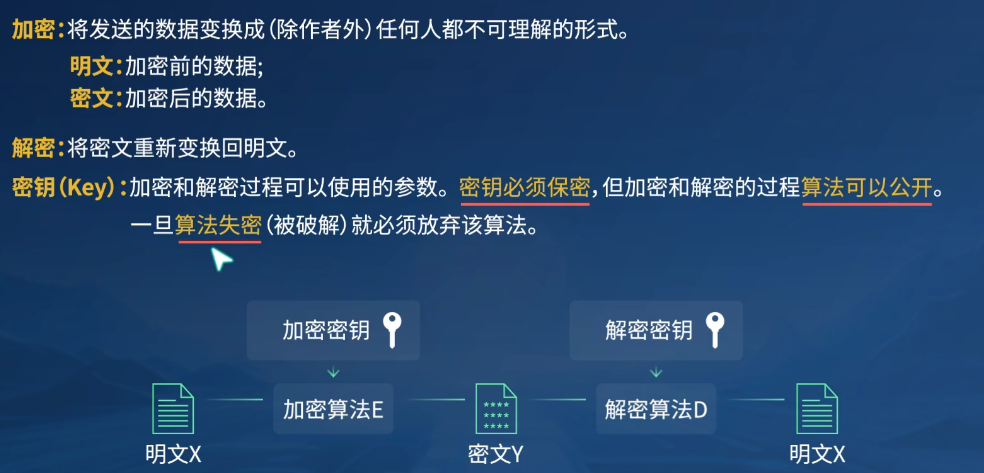 加密:将发送的数据变换成(除作者外)任何人都不可理解的形式。
明文:加密前的数据;
密文:加密后的数据。
解密:将密文重新变换回明文。
密钥(Key):加密和解密过程可以使用的参数。密钥必须保密,但加密和解密的过程算法可以公开。
一旦算法失密(被破解)就必须放弃该算法。
加密密钥
解密密钥
加密算法E
****
****
****
解密算法D
明文X
密文Y
明文X